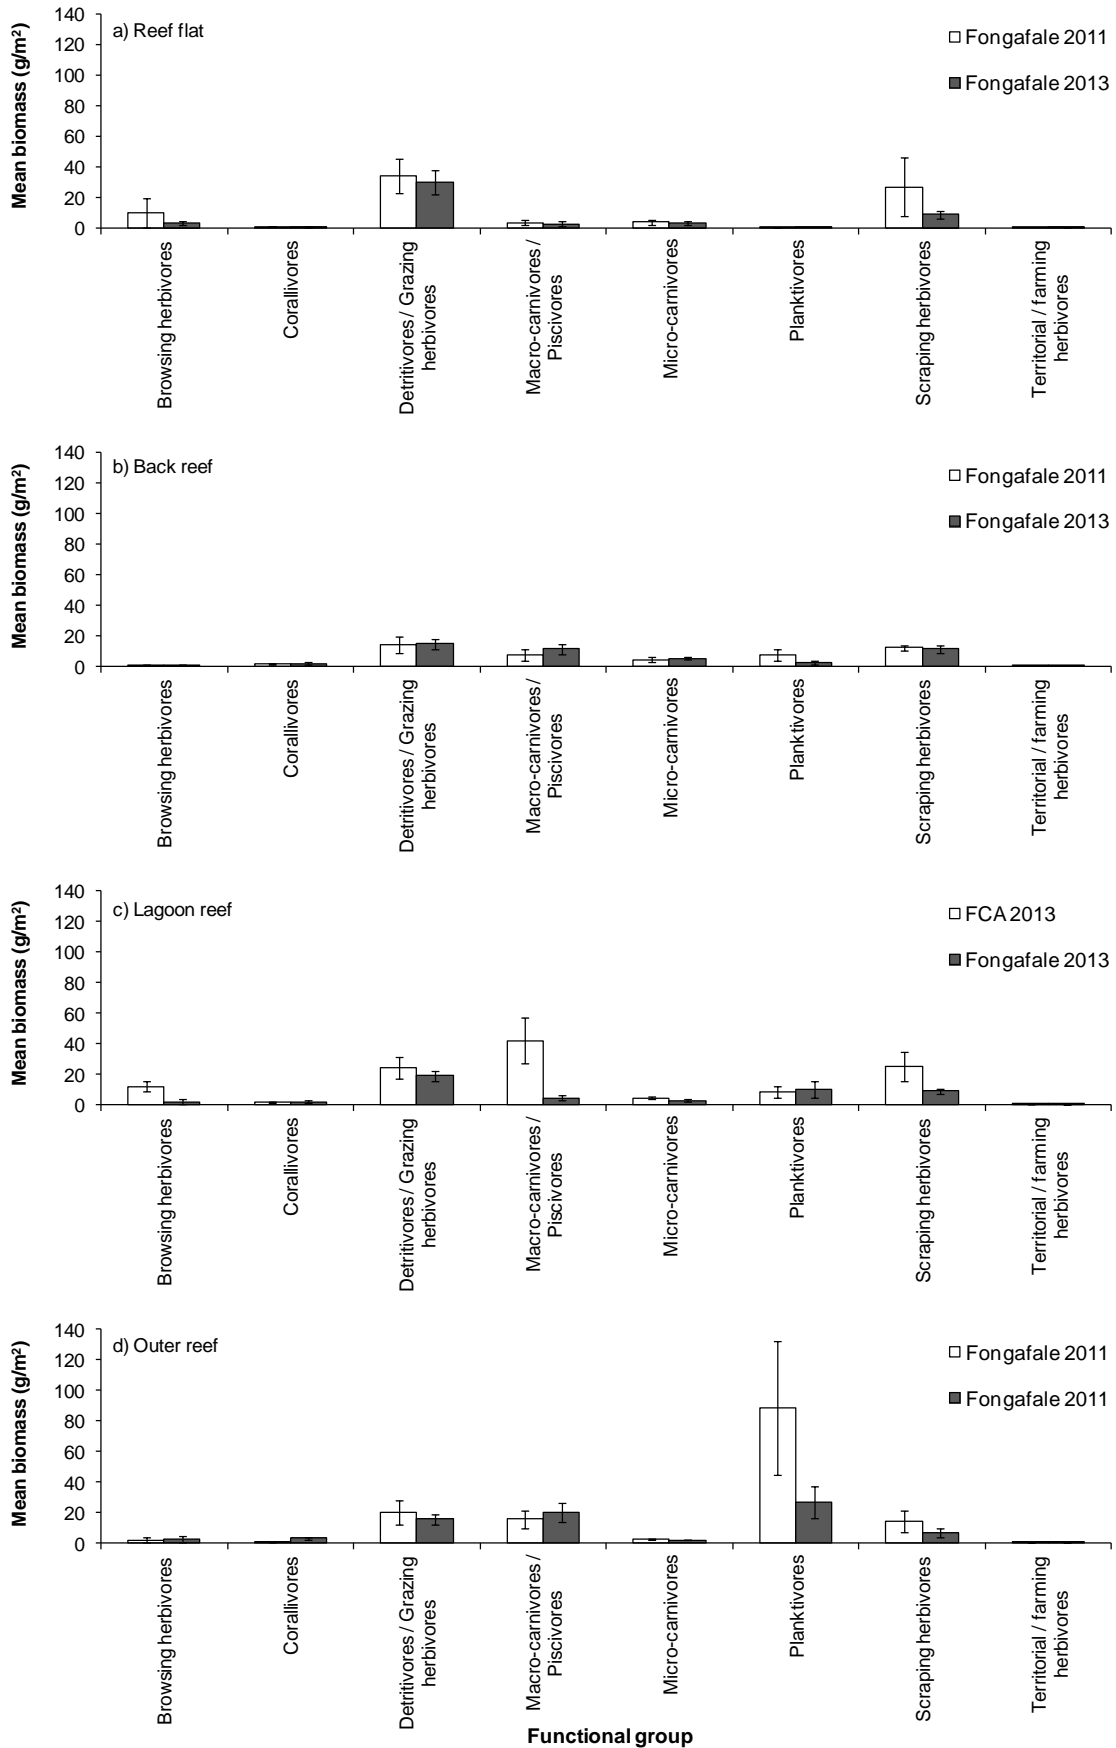 a) Reef flat
Mean biomass (g/m²)
140
120
100
80
60
40
20
0
Fongafale 2011
Fongafale 2013
Browsing herbivores
Corallivores
Detritivores / Grazing
herbivores
Macro-carnivores /
Piscivores
Micro-carnivores
Planktivores
Scraping herbivores
Territorial / farming
herbivores
b) Back reef
Mean biomass (g/m²)
140
120
100
80
60
40
20
0
Fongafale 2011
Fongafale 2013
Browsing herbivores
Corallivores
Detritivores / Grazing
herbivores
Macro-carnivores /
Piscivores
Micro-carnivores
Planktivores
Scraping herbivores
Territorial / farming
herbivores
c) Lagoon reef
Mean biomass (g/m²)
140
120
100
80
60
40
20
0
FCA 2013
Fongafale 2013
Browsing herbivores
Corallivores
Detritivores / Grazing
herbivores
Macro-carnivores /
Piscivores
Micro-carnivores
Planktivores
Scraping herbivores
Territorial / farming
herbivores
d) Outer reef
Mean biomass (g/m²)
140
120
100
80
60
40
20
0
Fongafale 2011
Fongafale 2011
Browsing herbivores
Corallivores
Detritivores / Grazing
herbivores
Macro-carnivores /
Piscivores
Micro-carnivores
Planktivores
Scraping herbivores
Territorial / farming
herbivores
Functional group